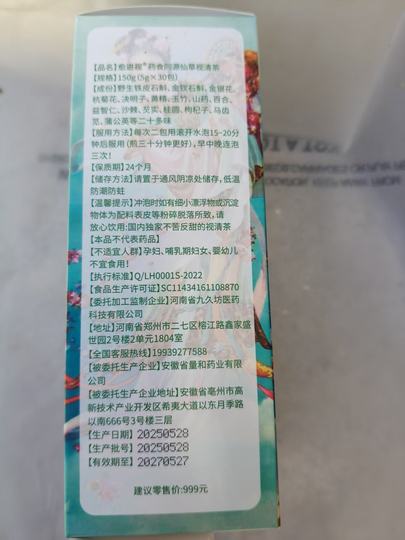 【品名】愈进视®药食同源仙草视清茶
【规格】150g(5g×30包)
【成份】野生铁皮石斛、金钗石斛、金银花、
杭菊花、决明子、黄精、玉竹、山药、百合、
益智仁、沙棘、芡实、桂圆、枸杞子、马齿
苋、蒲公英等二十多味
【服用方法】每次二包用滚开水泡15-20分
钟后服用(煎三十分钟更好),早中晚连泡
三次!
【保质期】24个月
【储存方法】请置于通风阴凉处储存,低温
防潮防蛀
【温馨提示】冲泡时如有细小漂浮物或沉淀
物体为配料表皮等粉碎脱落所致,请
放心饮用:国内独家不苦反甜的视清茶
【本品不代表药品】
【不适宜人群】孕妇、哺乳期妇女、婴幼儿
不宜食用!
【执行标准】Q/LH0001S-2022
【食品生产许可证】SC11434161108870
【委托加工监制企业】河南省九久坊医药
科技有限公司
【地址】河南省郑州市二七区榕江路鑫家盛
世园2号楼2单元1804室
【全国客服热线】19939277588
【被委托生产企业】安徽省量和药业有限
公司
【被委托生产企业地址】安徽省亳州市高
新技术产业开发区希夷大道以东月季路
以南666号3号楼三层
【生产日期】20250528
【生产批号】20250528
【有效期至】20270527
建议零售价:999元